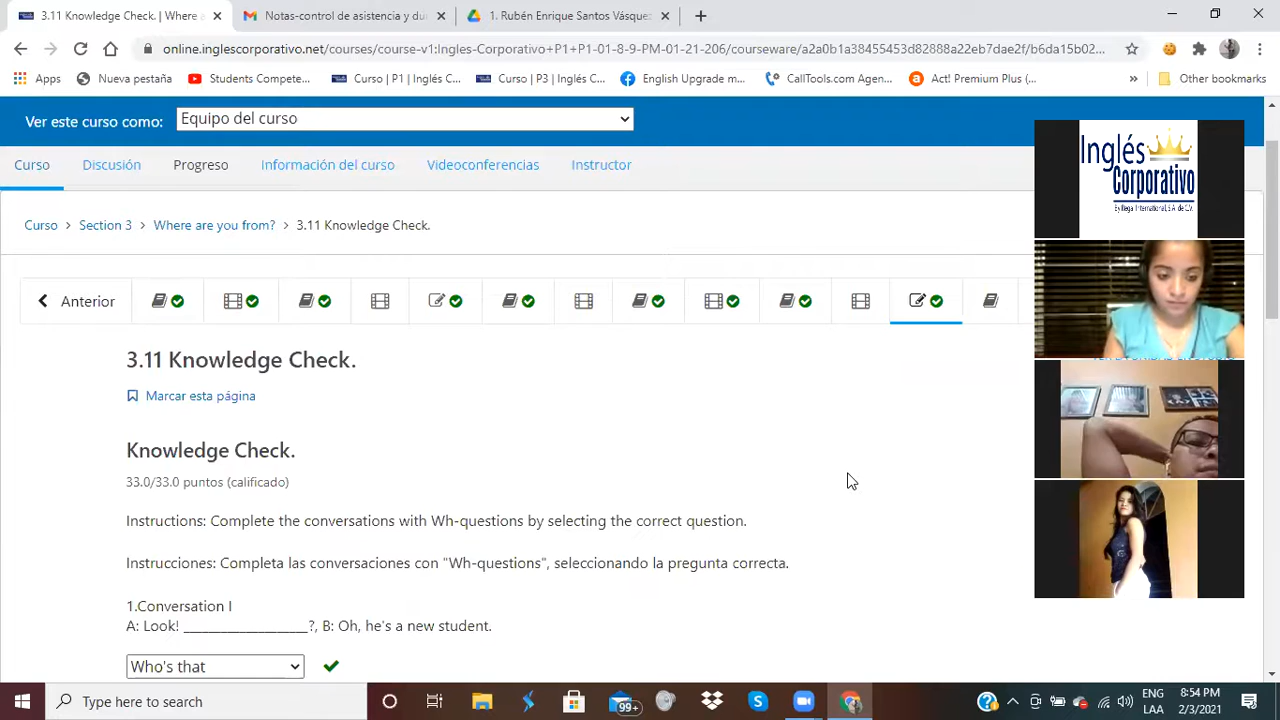 3.11 Knowledge Check. | Where a
Notas-control de asistencia y du
1. Rubén Enrique Santos Vásque
online.inglescorporativo.net/courses/course-v1:Ingles-Corporativo+P1+P1-01-8-9-PM-01-21-206/courseware/a2a0b1a38455453d82888a22eb7dae2f/b6da15b02...
Apps Nueva pestaña Students Compete... Curso | P1 | Inglés C... Curso | P3 | Inglés C... English Upgrade m... CallTools.com Agen... Act! Premium Plus (... » Other bookmarks
Ver este curso como: Equipo del curso
Curso Discusión Progreso Información del curso Videoconferencias Instructor
Curso > Section 3 > Where are you from? > 3.11 Knowledge Check.
Anterior
3.11 Knowledge Check.
Marcar esta página
Knowledge Check.
33.0/33.0 puntos (calificado)
Instructions: Complete the conversations with Wh-questions by selecting the correct question.
Instrucciones: Completa las conversaciones con "Wh-questions", seleccionando la pregunta correcta.
1.Conversation I
A: Look! ___________________?, B: Oh, he's a new student.
Who's that
Inglés
Corporativo
Type here to search
99+
ENG
LAA
8:54 PM
2/3/2021